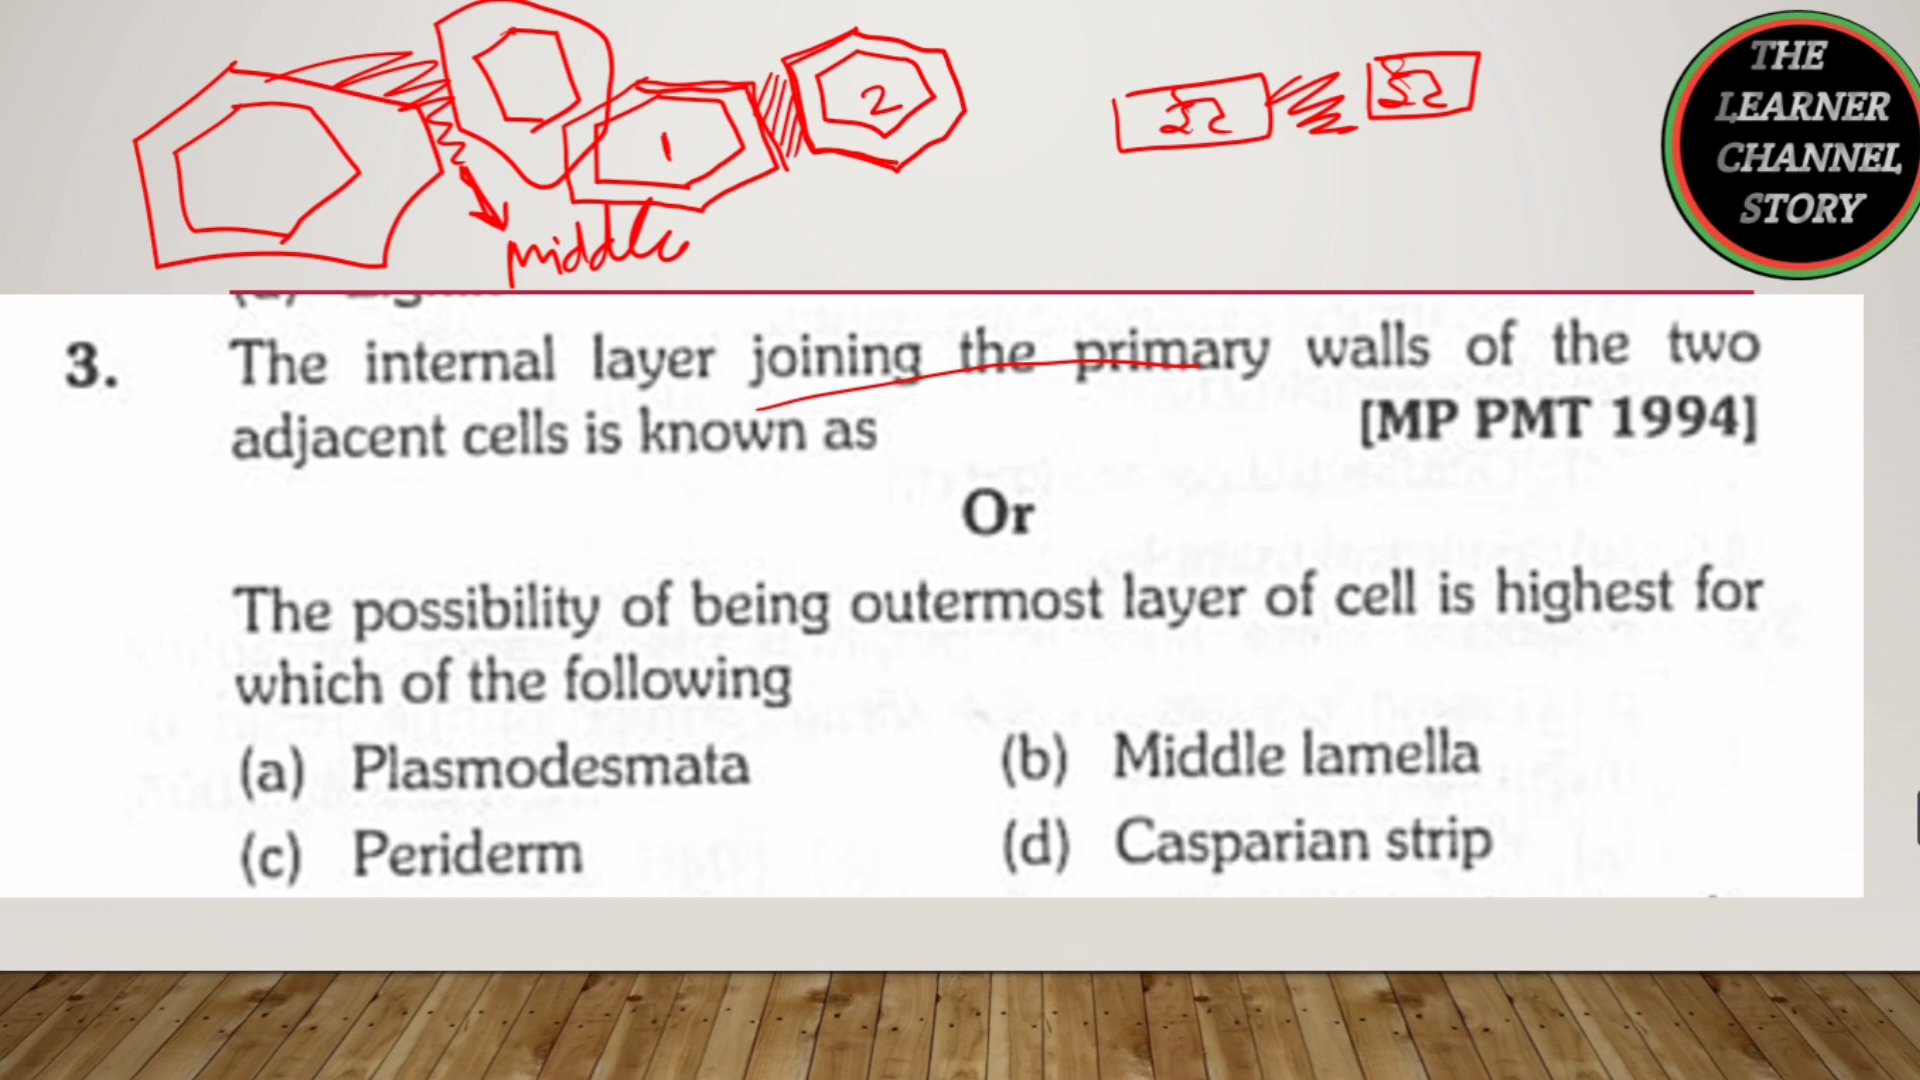 1
2
52
52
middle
THE
LEARNER
CHANNEL
STORY
3. The internal layer joining the primary walls of the two
adjacent cells is known as [MP PMT 1994]
Or
The possibility of being outermost layer of cell is highest for
which of the following
(a) Plasmodesmata (b) Middle lamella
(c) Periderm (d) Casparian strip